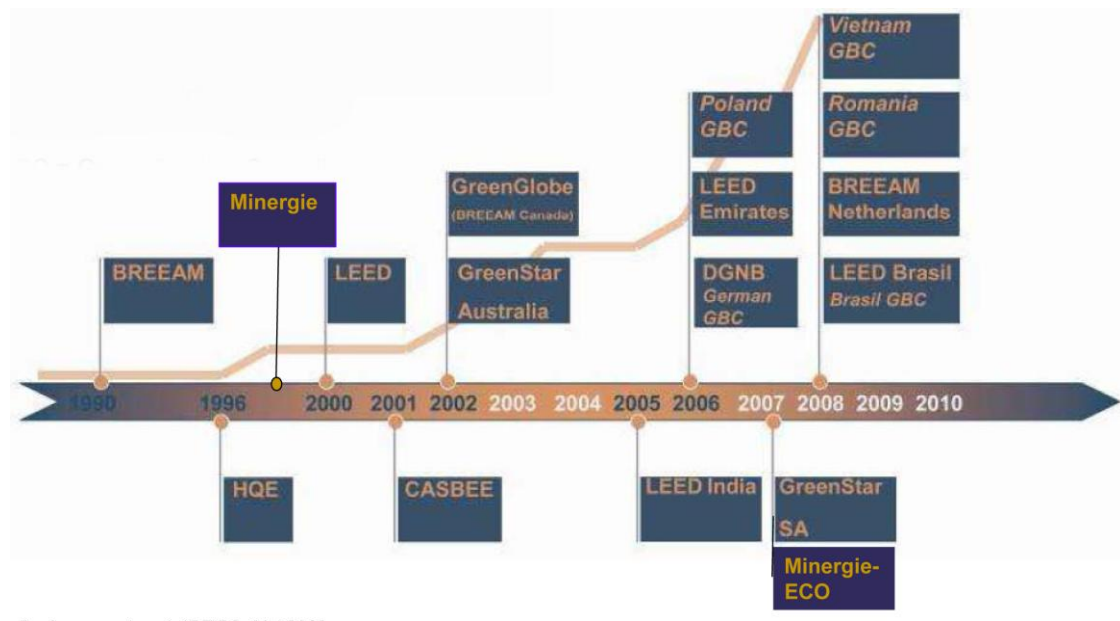 Vietnam
GBC
Poland
GBC
Romania
GBC
Minergie
GreenGlobe
(BREEAM Canada)
LEED
Emirates
BREEAM
Netherlands
BREEAM
LEED
GreenStar
Australia
DGNB
German
GBC
LEED Brasil
Brasil GBC
1990 1996 2000 2001 2002 2003 2004 2005 2006 2007 2008 2009 2010
HQE
CASBEE
LEED India
GreenStar
SA
Minergie-
ECO